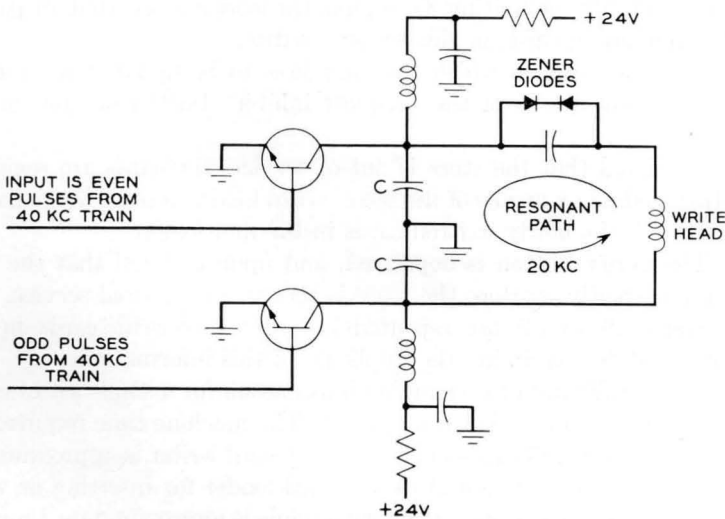 +24V
ZENER
DIODES
INPUT IS EVEN
PULSES FROM
40 KC TRAIN
C
RESONANT
PATH
20 KC
WRITE
HEAD
ODD PULSES
FROM 40 KC
TRAIN
+24V